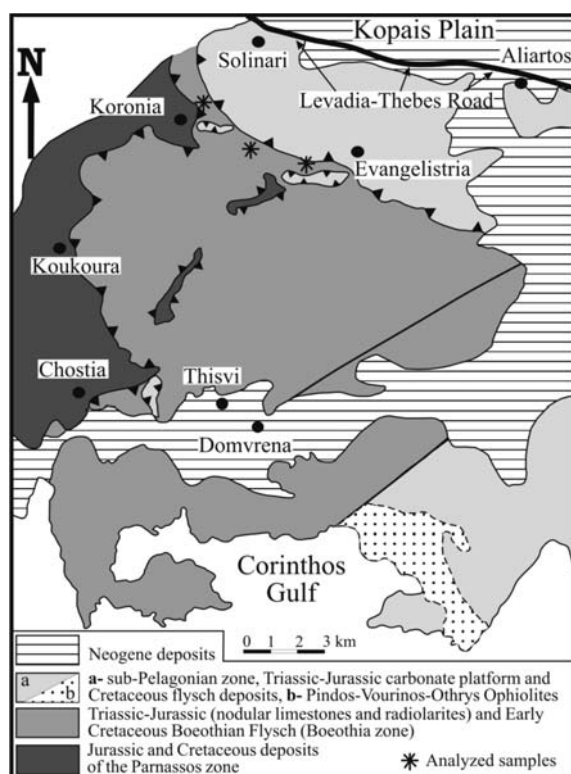 Kopais Plain
N
Solinari
Aliartos
Levadia-Thebes Road
Koronia
Evangelistria
Koukoura
Chostia
Thisvi
Domvrena
Corinthos
Gulf
0 1 2 3 km
Neogene deposits
a
b
a- sub-Pelagonian zone, Triassic-Jurassic carbonate platform and
Cretaceous flysch deposits, b- Pindos-Vourinos-Othrys Ophiolites
Triassic-Jurassic (nodular limestones and radiolarites) and Early
Cretaceous Boeothian Flysch (Boeothia zone)
Jurassic and Cretaceous deposits
of the Parnassos zone
Analyzed samples